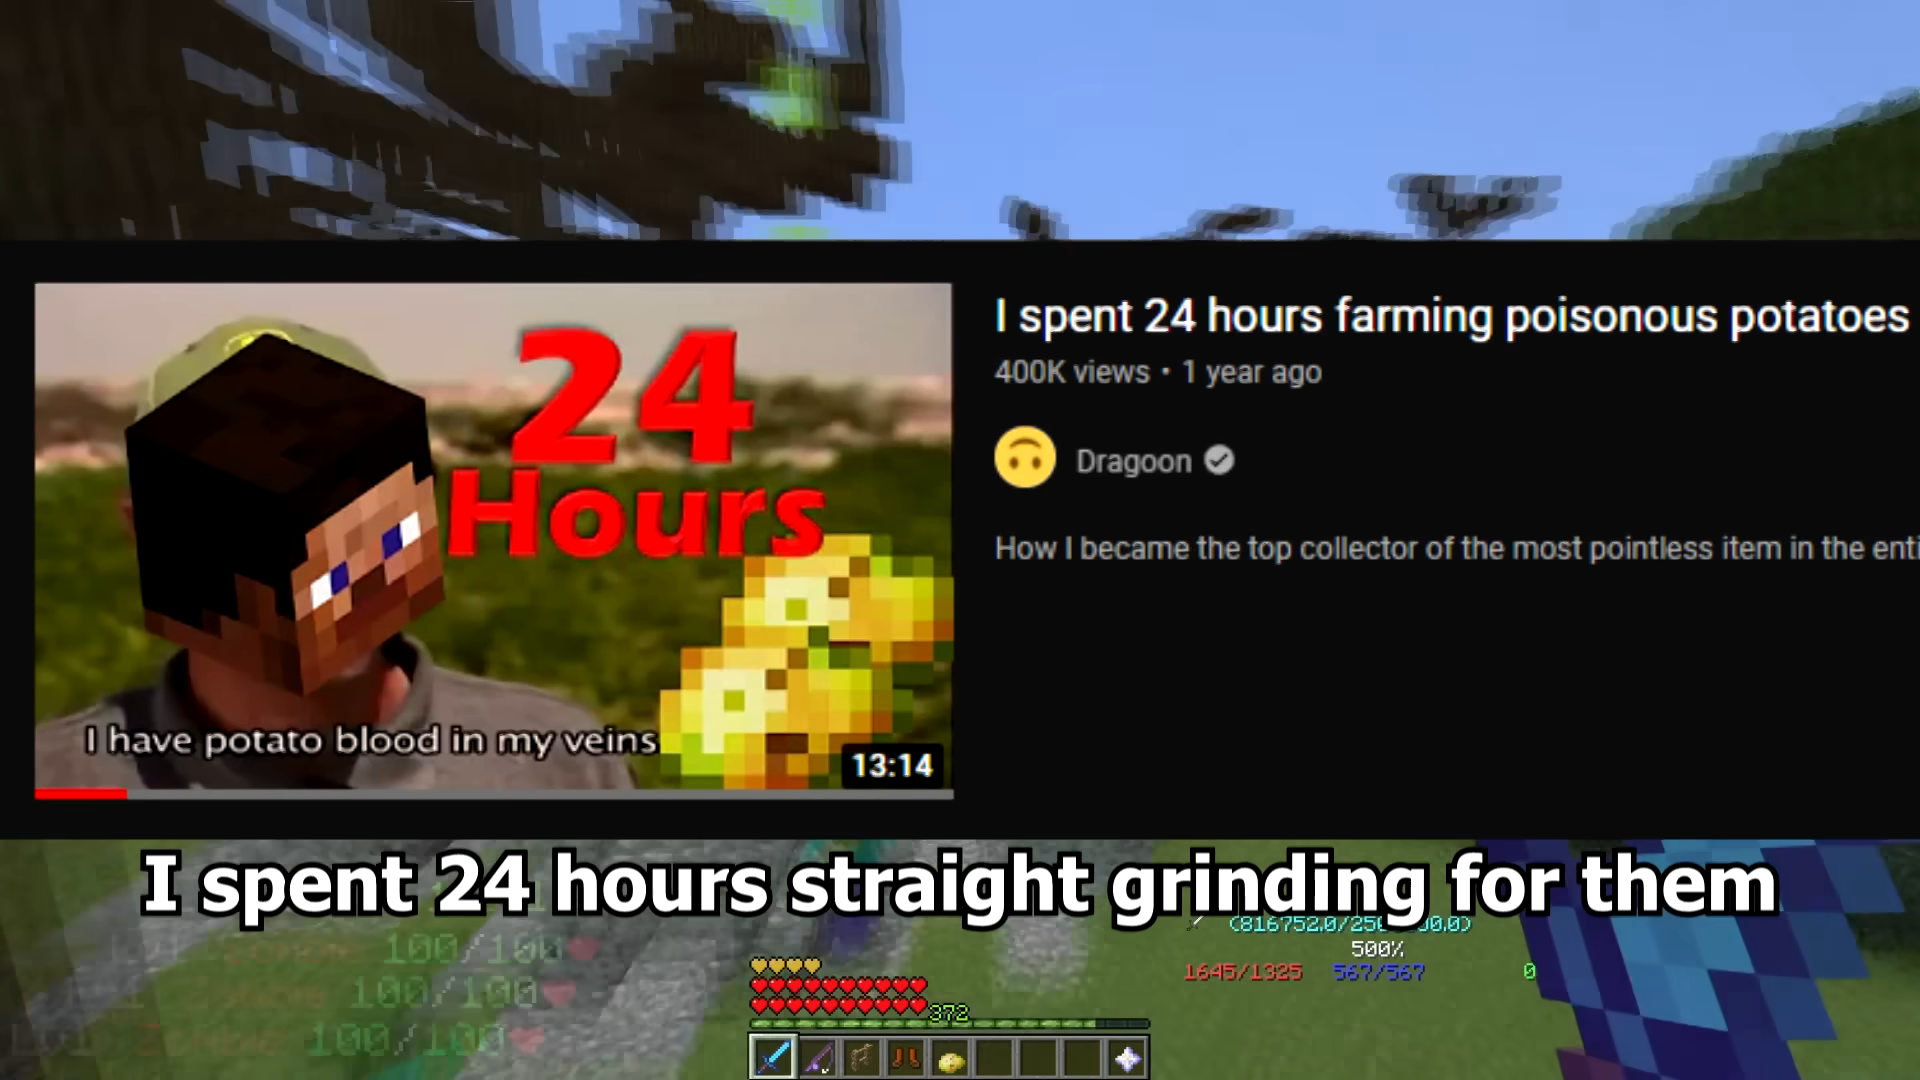 24
Hours
I have potato blood in my veins
13:14
I spent 24 hours farming poisonous potatoes
400K views • 1 year ago
Dragoon
How I became the top collector of the most pointless item in the enti
I spent 24 hours straight grinding for them
100/100
100/100
100/100
500%
1645/1325 567/567 0
372